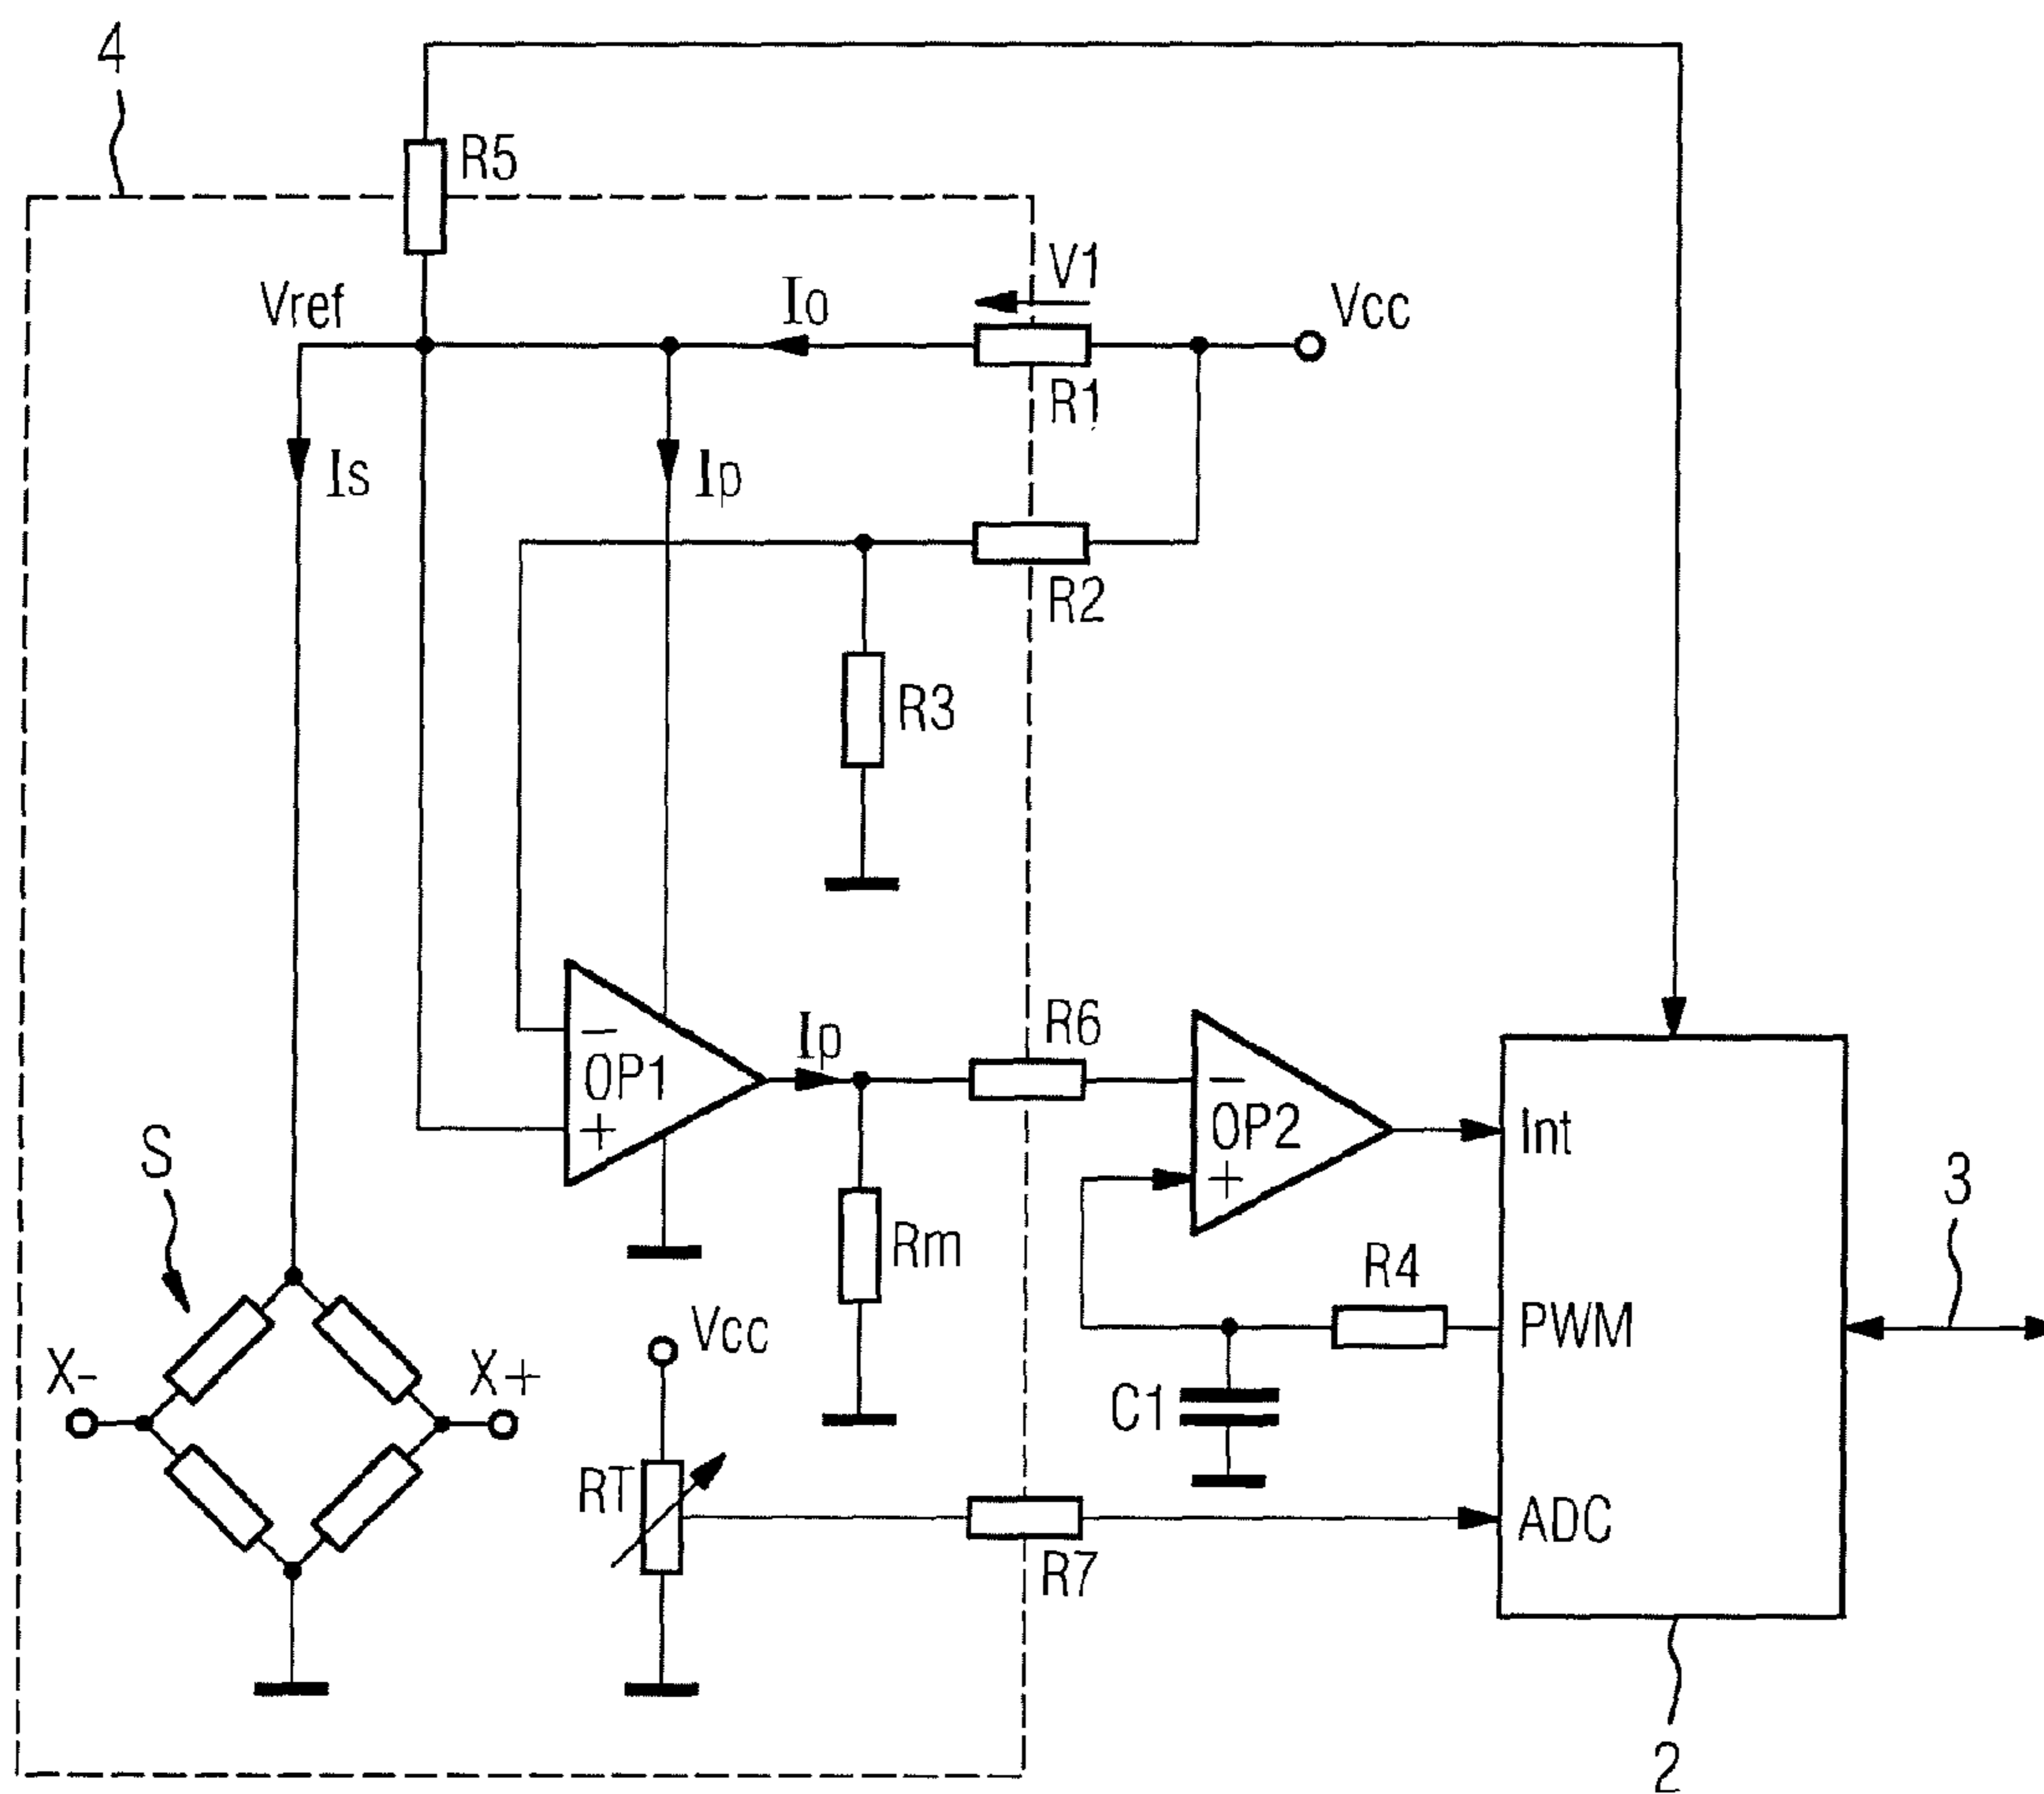 4
R5
V1
Vref
Io
Vcc
R1
Is
Ip
R2
R3
R6
Ip
−
OP1
+
−
OP2
+
Int
S
3
Rm
R4
Vcc
PWM
X-
X+
C1
RT
ADC
R7
2